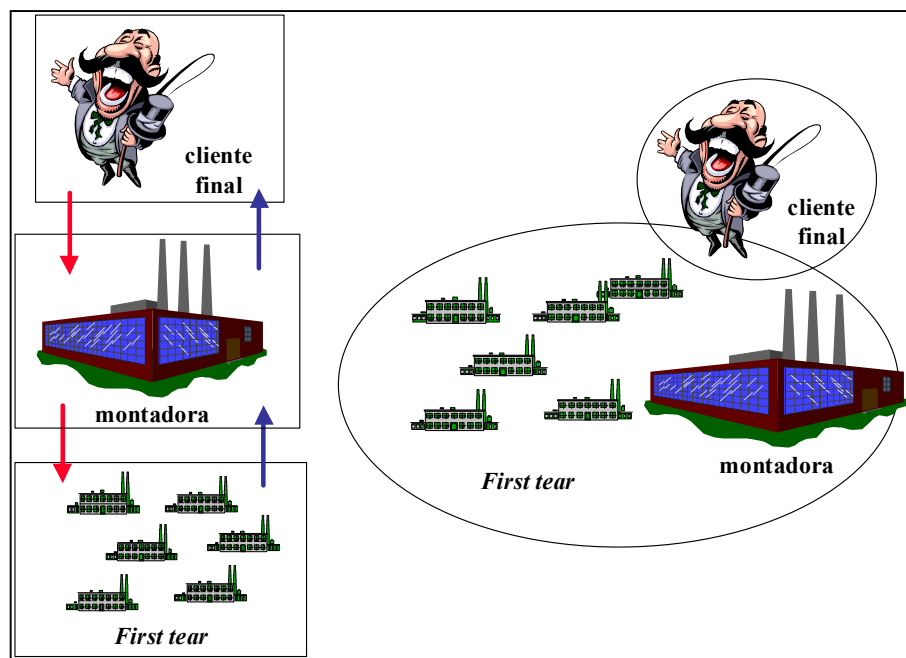 cliente
final
montadora
First tear
cliente
final
First tear
montadora